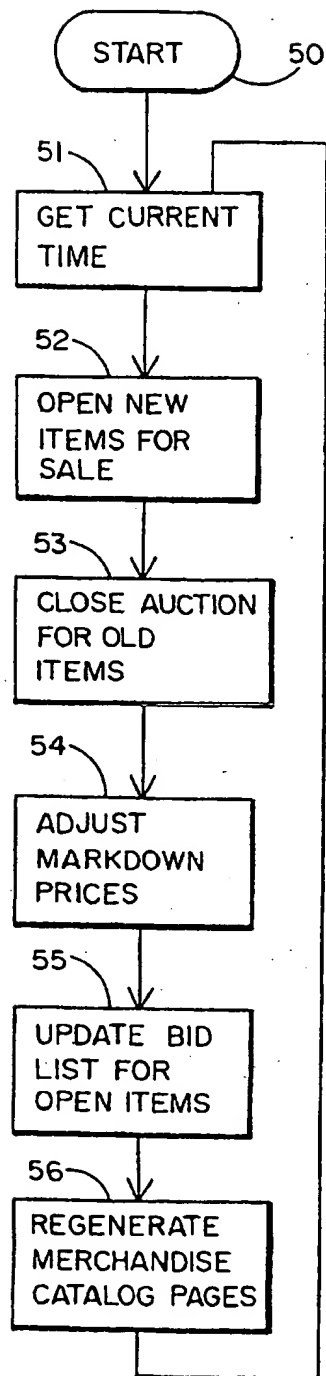 START
50
51
GET CURRENT
TIME
52
OPEN NEW
ITEMS FOR
SALE
53
CLOSE AUCTION
FOR OLD
ITEMS
54
ADJUST
MARKDOWN
PRICES
55
UPDATE BID
LIST FOR
OPEN ITEMS
56
REGENERATE
MERCHANDISE
CATALOG PAGES